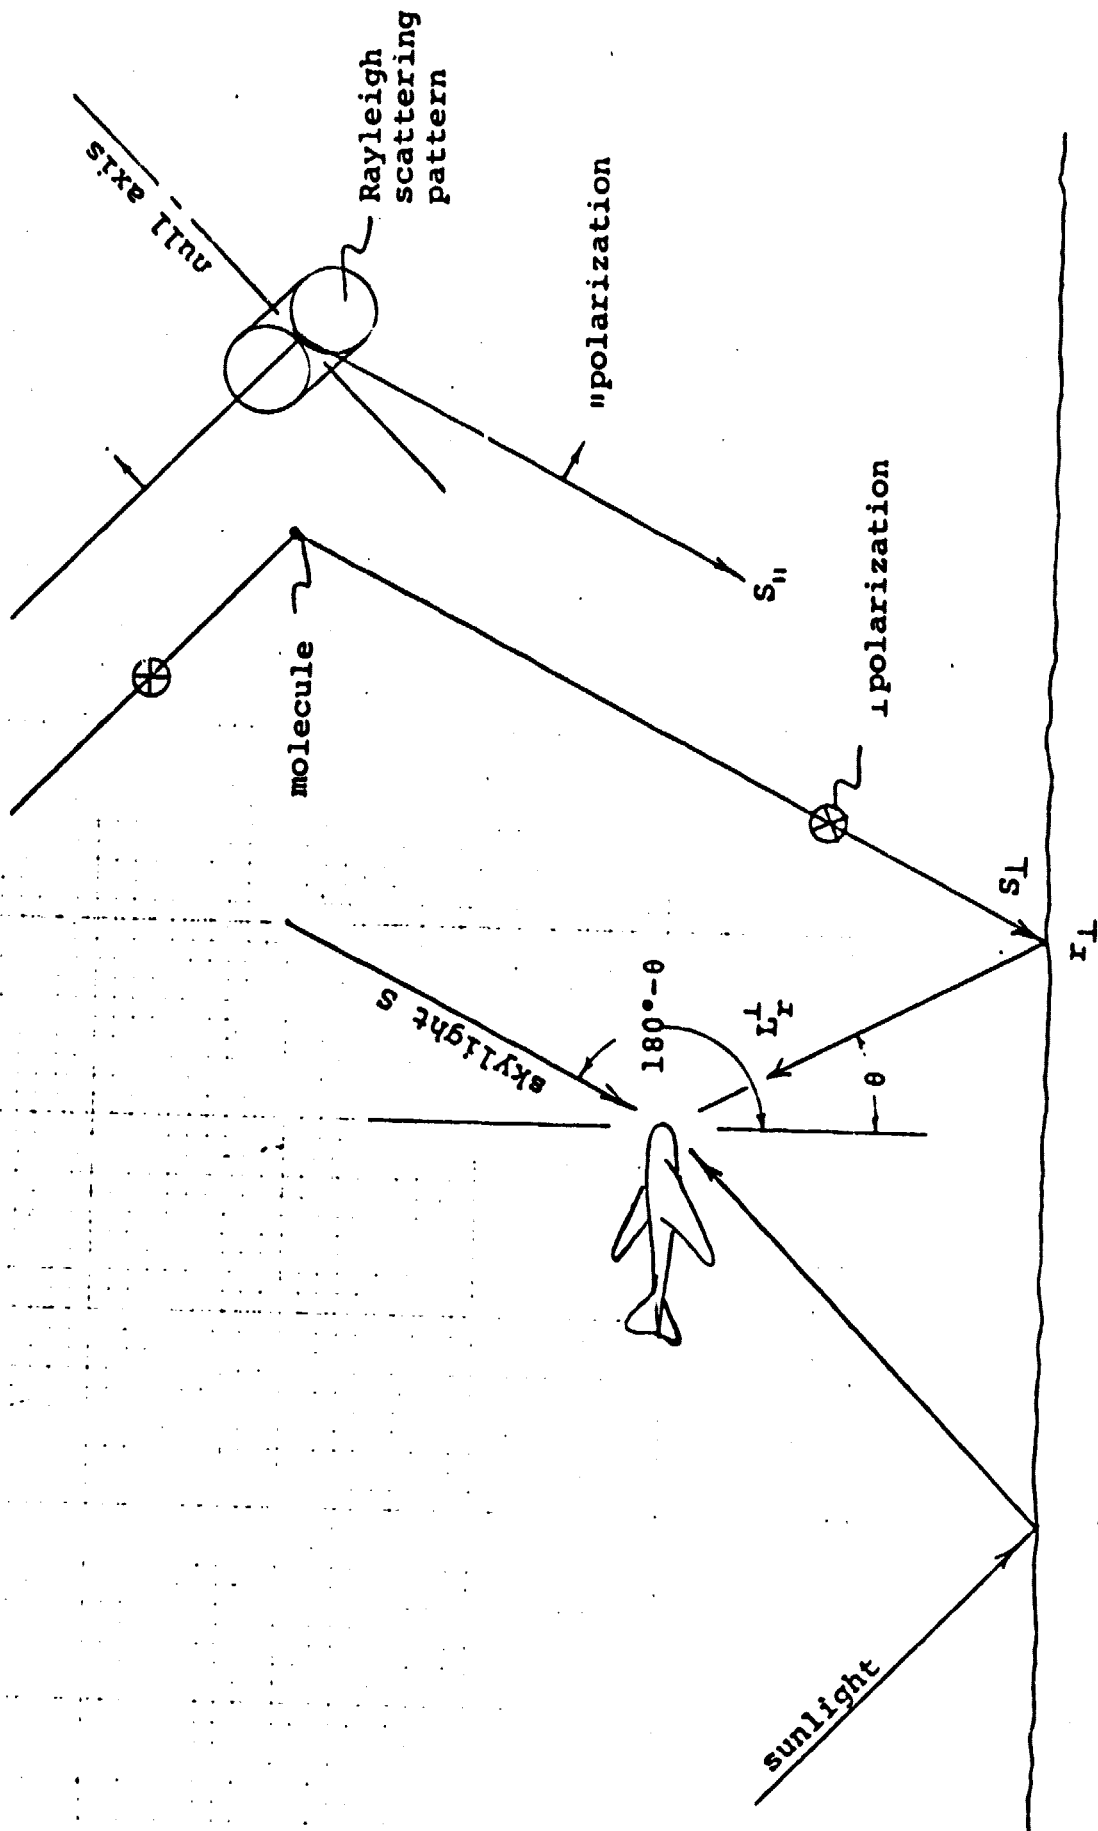 null axis
Rayleigh
scattering
pattern
"polarization
S"
molecule
⊥polarization
skylight S
180°-θ
L⊥r
θ
S⊥
r⊥
sunlight